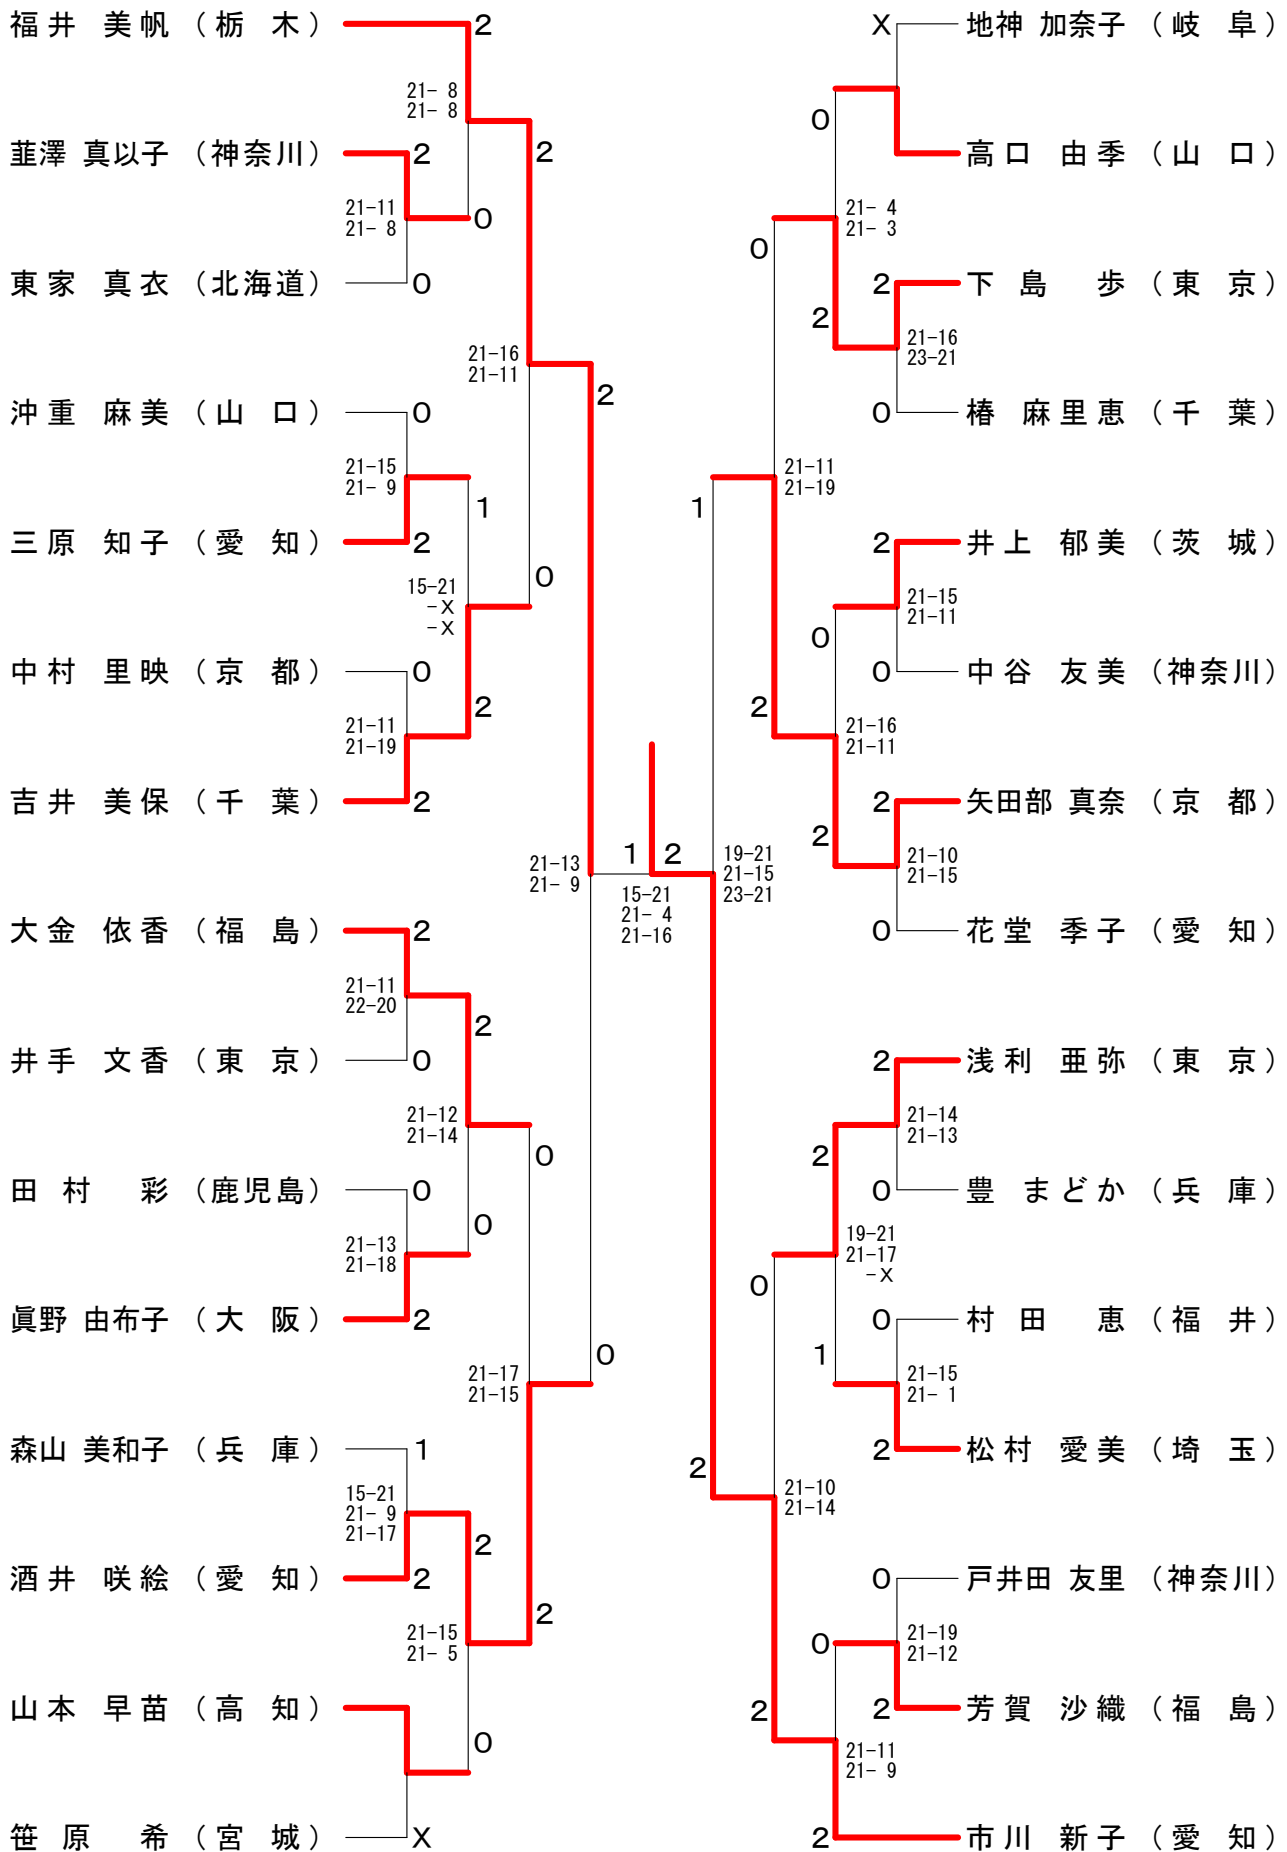 福井 美帆 (栃 木) 2
21- 8
21- 8
韮澤 真以子 (神奈川) 2
2
21-11
21- 8
0
東家 真衣 (北海道) 0
21-16
21-11
2
沖重 麻美 (山 口) 0
21-15
21- 9
1
三原 知子 (愛 知) 2
15-21
-X
-X
0
中村 里映 (京 都) 0
21-11
21-19
2
吉井 美保 (千 葉) 2
21-13
21- 9
大金 依香 (福 島) 2
21-11
22-20
2
井手 文香 (東 京) 0
21-12
21-14
0
田村 彩 (鹿児島) 0
21-13
21-18
0
眞野 由布子 (大 阪) 2
21-17
21-15
0
森山 美和子 (兵 庫) 1
15-21
21- 9
21-17
2
酒井 咲絵 (愛 知) 2
21-15
21- 5
2
山本 早苗 (高 知)
0
笹原 希 (宮 城) X
1 2
15-21
21- 4
21-16
X 地神 加奈子 (岐 阜)
0
高口 由季 (山 口)
21- 4
21- 3
0
2 下島 歩 (東 京)
2
21-16
23-21
0 椿 麻里恵 (千 葉)
21-11
21-19
1
2 井上 郁美 (茨 城)
21-15
21-11
0
0 中谷 友美 (神奈川)
2
21-16
21-11
2 矢田部 真奈 (京 都)
2
21-10
21-15
0 花堂 季子 (愛 知)
19-21
21-15
23-21
2 浅利 亜弥 (東 京)
21-14
21-13
2
0 豊 まどか (兵 庫)
19-21
21-17
-X
0
0 村田 恵 (福 井)
1
21-15
21- 1
2 松村 愛美 (埼 玉)
2
21-10
21-14
0 戸井田 友里 (神奈川)
21-19
21-12
0
2 芳賀 沙織 (福 島)
2
21-11
21- 9
2 市川 新子 (愛 知)